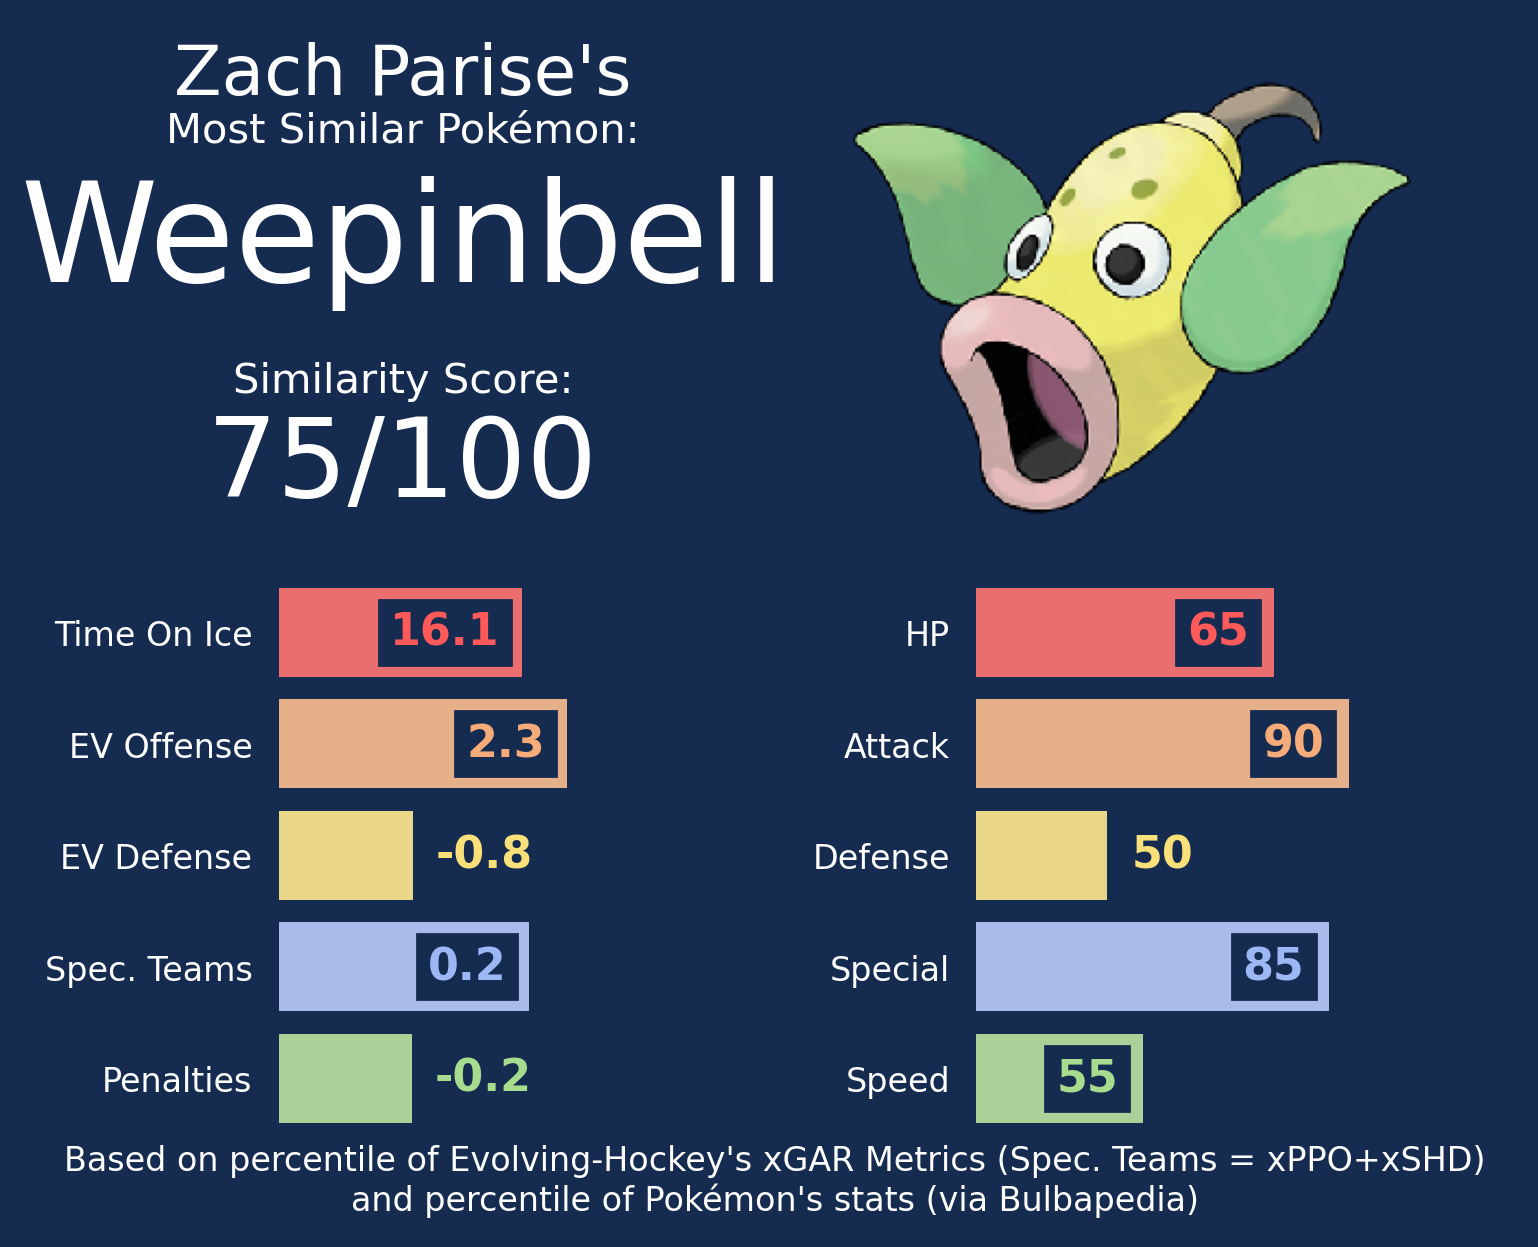 Zach Parise's
Most Similar Pokémon:
Weepinbell
Similarity Score:
75/100
Time On Ice 16.1
EV Offense 2.3
EV Defense -0.8
Spec. Teams 0.2
Penalties -0.2
HP 65
Attack 90
Defense 50
Special 85
Speed 55
Based on percentile of Evolving-Hockey's xGAR Metrics (Spec. Teams = xPPO+xSHD)
and percentile of Pokémon's stats (via Bulbapedia)